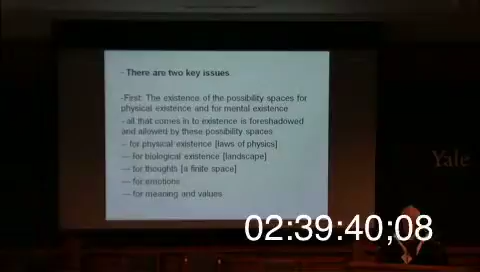 - There are two key issues
-First: The existence of the possibility spaces for
physical existence and for mental existence
- all that comes in to existence is foreshadowed
and allowed by these possibility spaces
-- for physical existence [laws of physics]
--- for biological existence [landscape]
--- for thoughts [a finite space]
--- for emotions
--- for meaning and values
Yale
02:39:40;08